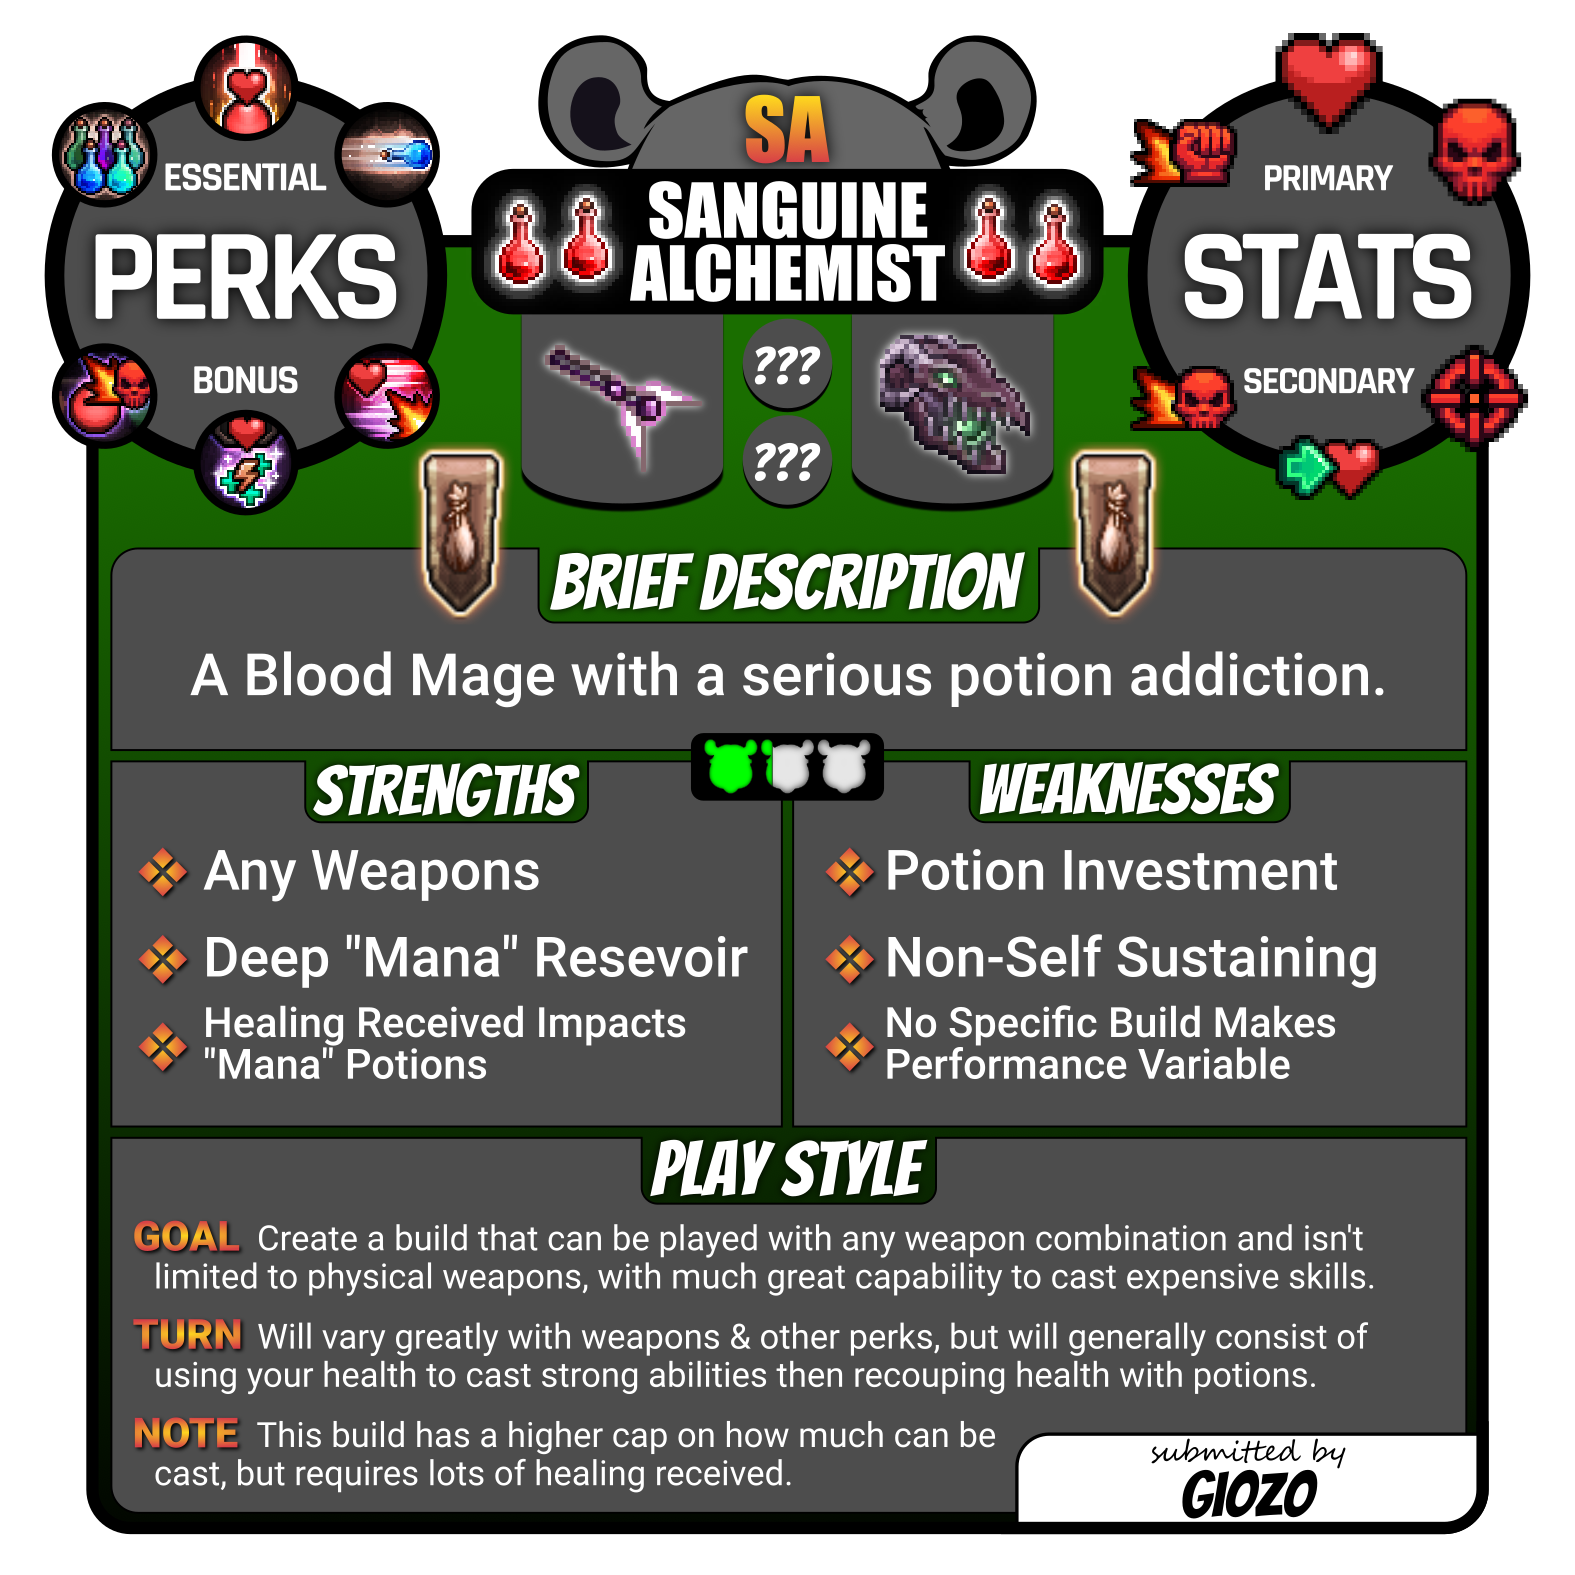 ESSENTIAL
PERKS
BONUS
SA
SANGUINE
ALCHEMIST
???
???
PRIMARY
STATS
SECONDARY
BRIEF DESCRIPTION
A Blood Mage with a serious potion addiction.
STRENGTHS
Any Weapons
Deep "Mana" Resevoir
Healing Received Impacts
"Mana" Potions
WEAKNESSES
Potion Investment
Non-Self Sustaining
No Specific Build Makes
Performance Variable
PLAY STYLE
GOAL Create a build that can be played with any weapon combination and isn't
limited to physical weapons, with much great capability to cast expensive skills.
TURN Will vary greatly with weapons & other perks, but will generally consist of
using your health to cast strong abilities then recouping health with potions.
NOTE This build has a higher cap on how much can be
cast, but requires lots of healing received.
submitted by
GIOZO